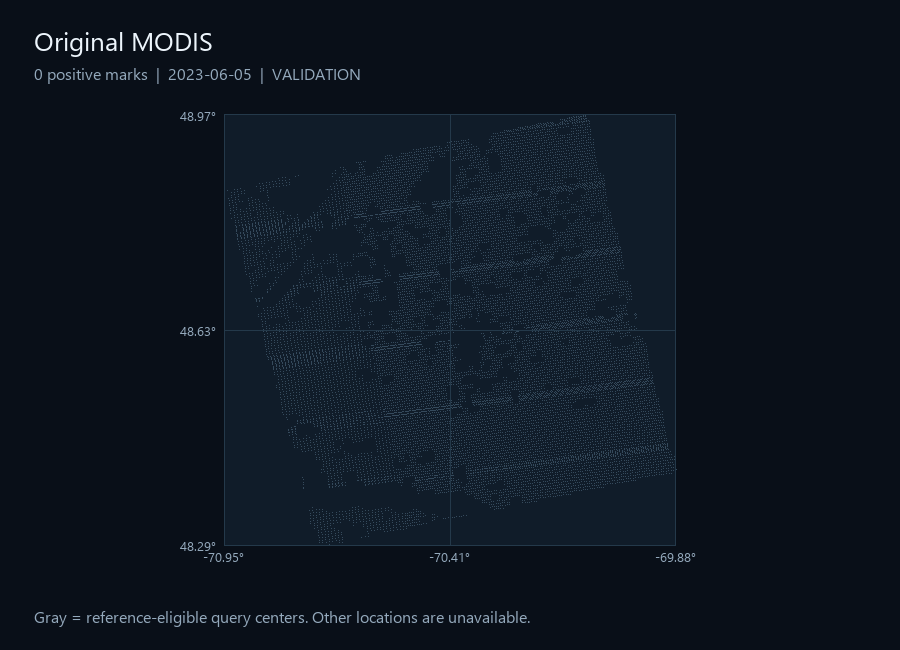 Original MODIS
0 positive marks | 2023-06-05 | VALIDATION
48.97°
48.63°
48.29°
-70.95°
-70.41°
-69.88°
Gray = reference-eligible query centers. Other locations are unavailable.